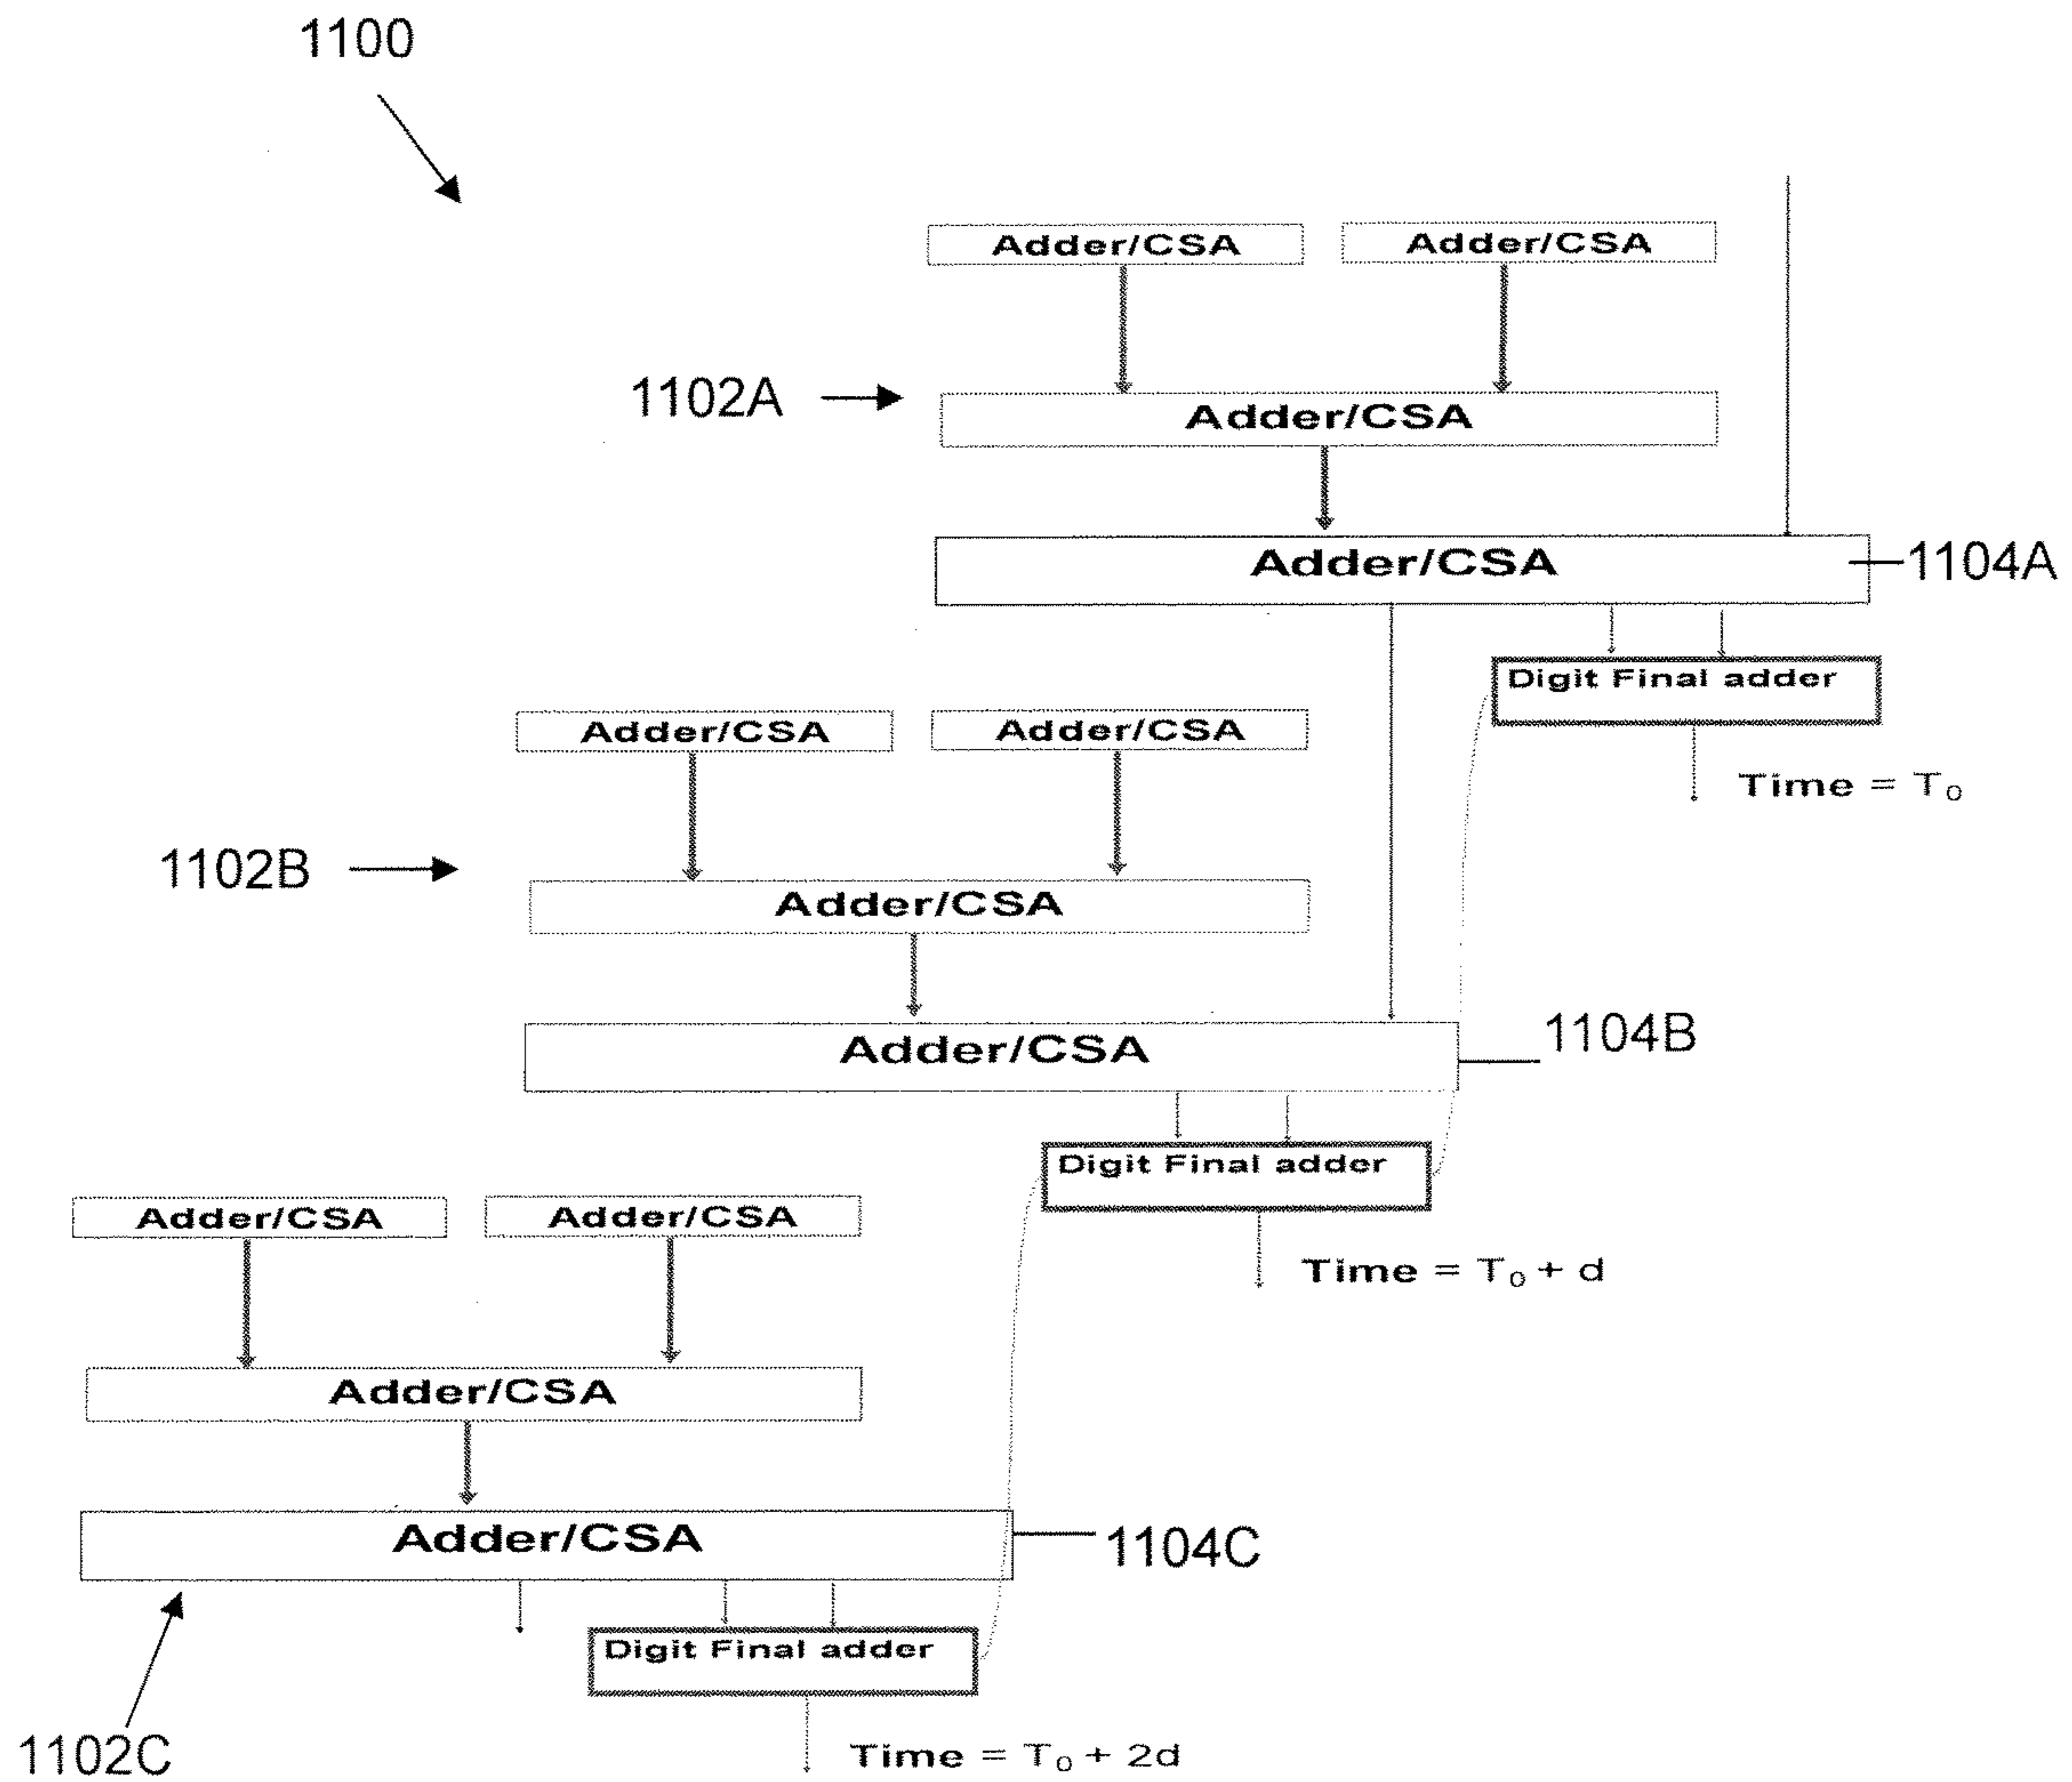 1100
Adder/CSA
Adder/CSA
1102A
Adder/CSA
Adder/CSA
1104A
Digit Final adder
Time = T₀
Adder/CSA
Adder/CSA
1102B
Adder/CSA
Adder/CSA
1104B
Digit Final adder
Time = T₀ + d
Adder/CSA
Adder/CSA
Adder/CSA
Adder/CSA
1104C
Digit Final adder
1102C
Time = T₀ + 2d